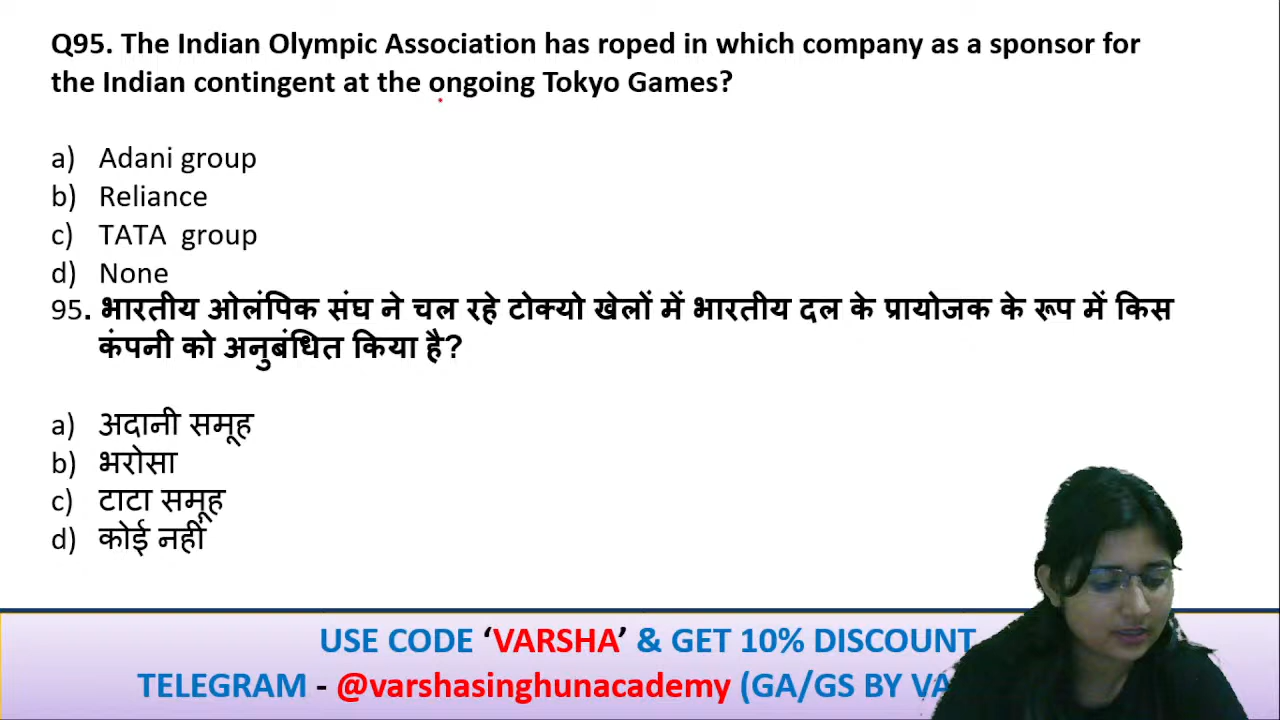 Q95. The Indian Olympic Association has roped in which company as a sponsor for
the Indian contingent at the ongoing Tokyo Games?
a) Adani group
b) Reliance
c) TATA group
d) None
95. भारतीय ओलंपिक संघ ने चल रहे टोक्यो खेलों में भारतीय दल के प्रायोजक के रूप में किस
कंपनी को अनुबंधित किया है?
a) अदानी समूह
b) भरोसा
c) टाटा समूह
d) कोई नहीं
USE CODE ‘VARSHA’ & GET 10% DISCOUNT
TELEGRAM - @varshasinghunacademy (GA/GS BY